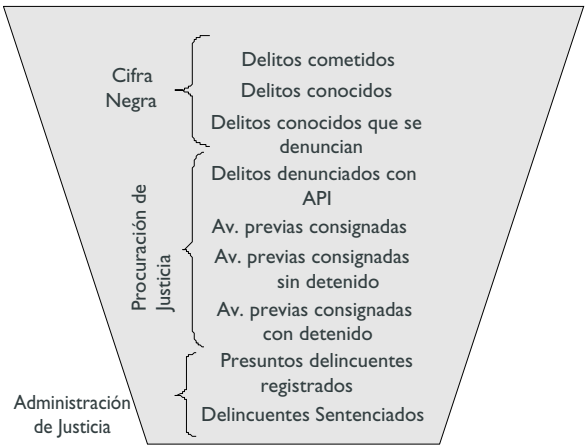 Cifra
Negra
Delitos cometidos
Delitos conocidos
Delitos conocidos que se
denuncian
Procuración de
Justicia
Delitos denunciados con
API
Av. previas consignadas
Av. previas consignadas
sin detenido
Av. previas consignadas
con detenido
Administración
de Justicia
Presuntos delincuentes
registrados
Delincuentes Sentenciados